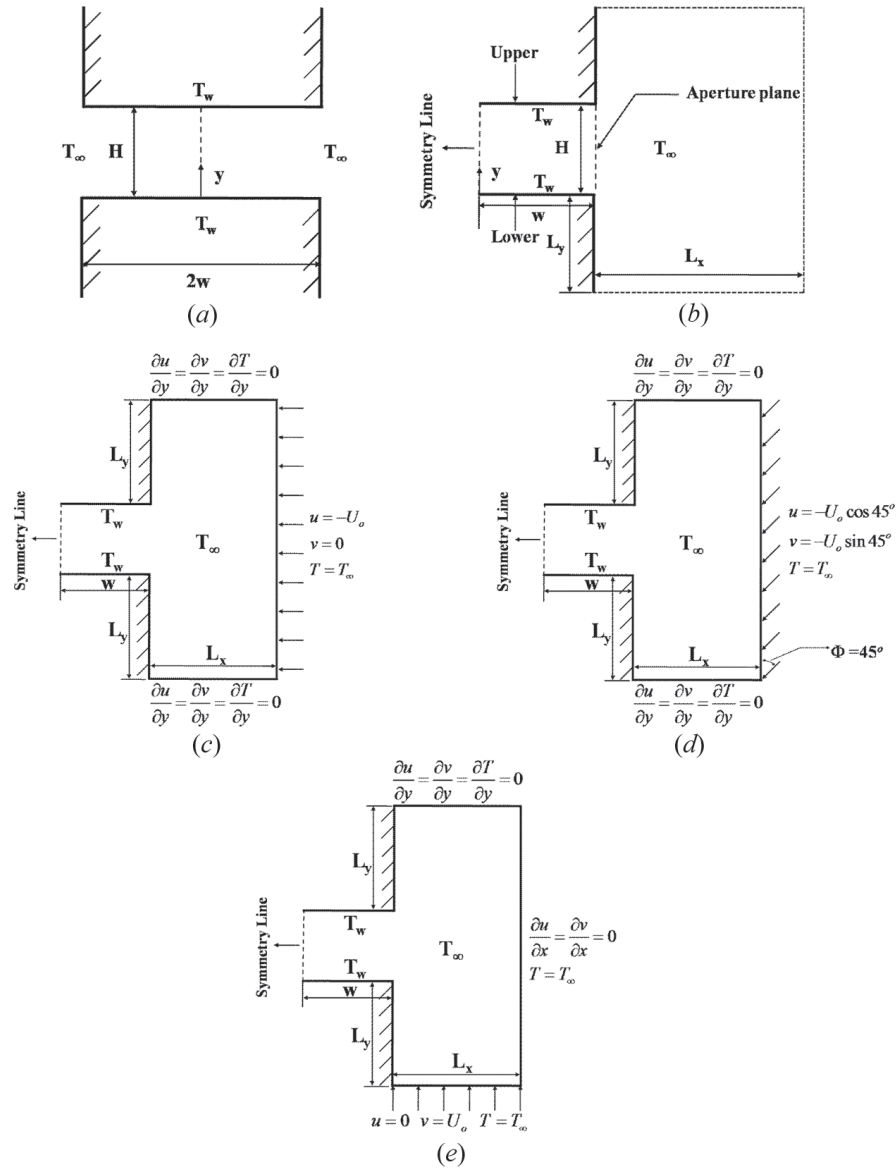 T_w
T_∞ H T_∞
y
T_w
2w
(a)
Upper
Aperture plane
Symmetry Line
T_w
H T_∞
y
T_w
w
Lower
L_y
L_x
(b)
∂u/∂y = ∂v/∂y = ∂T/∂y = 0
L_y
Symmetry Line
T_w
T_∞
T_w
w
L_y
L_x
u = −U_o
v = 0
T = T_∞
∂u/∂y = ∂v/∂y = ∂T/∂y = 0
(c)
∂u/∂y = ∂v/∂y = ∂T/∂y = 0
L_y
Symmetry Line
T_w
T_∞
T_w
w
L_y
L_x
u = −U_o cos 45°
v = −U_o sin 45°
T = T_∞
Φ = 45°
∂u/∂y = ∂v/∂y = ∂T/∂y = 0
(d)
∂u/∂y = ∂v/∂y = ∂T/∂y = 0
L_y
Symmetry Line
T_w
T_∞
T_w
w
L_y
L_x
∂u/∂x = ∂v/∂x = 0
T = T_∞
u = 0 v = U_o T = T_∞
(e)